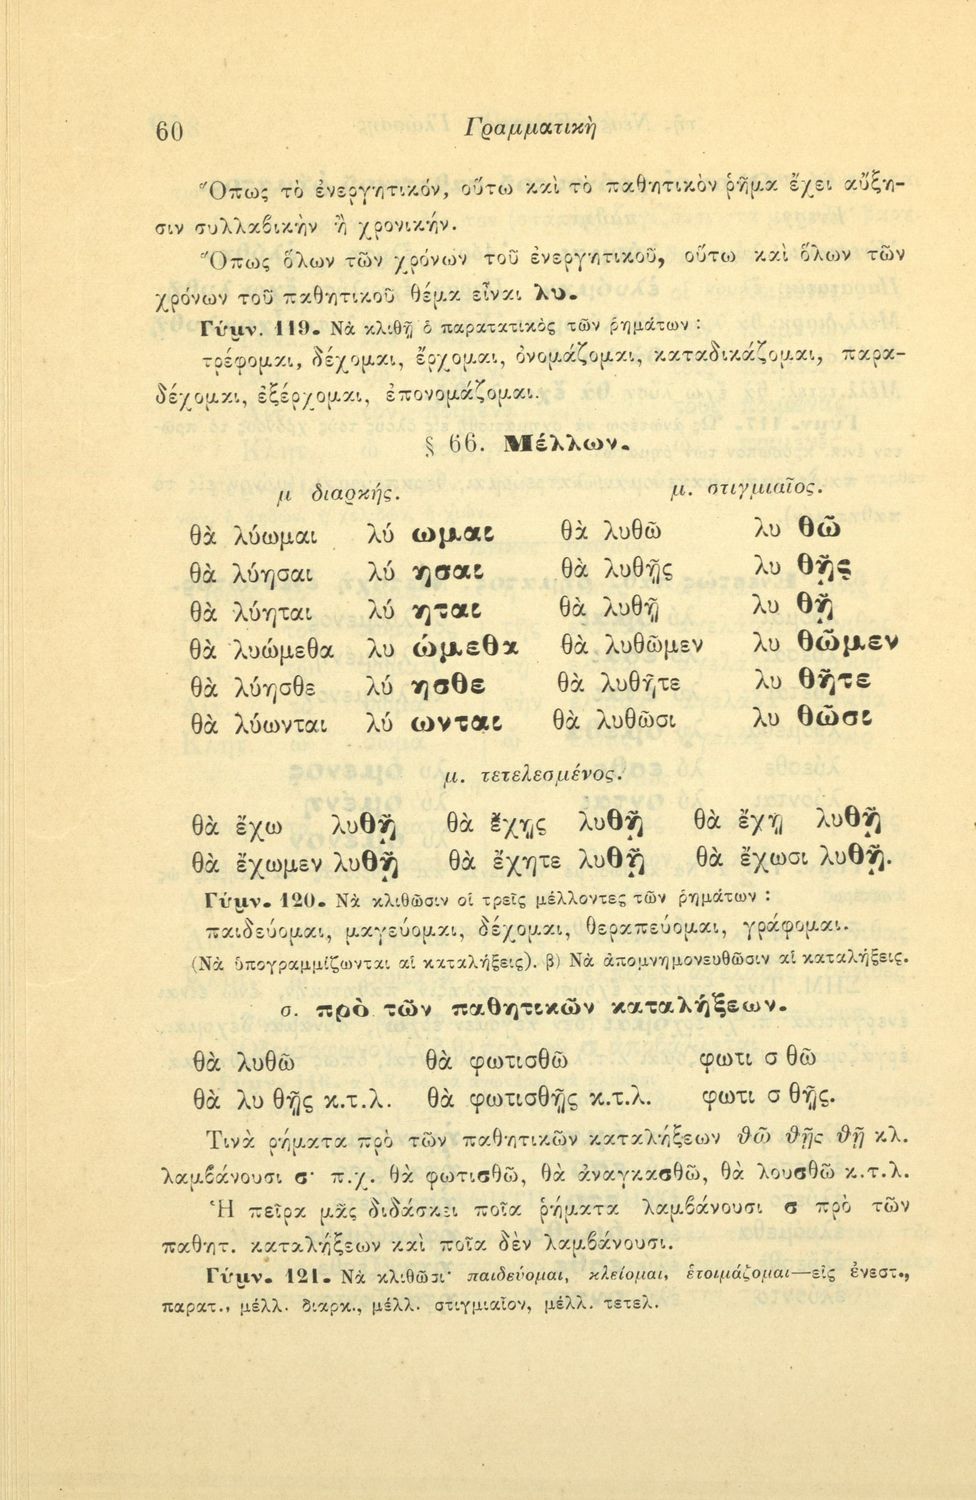 60 Γραμματικὴ
Ὅπως τὸ ἐνεργητικόν, οὕτω καὶ τὸ παθητικὸν ῥῆμα ἔχει αὔξη-
σιν συλλαβικὴν ἢ χρονικήν.
Ὅπως ὅλων τῶν χρόνων τοῦ ἐνεργητικοῦ, οὕτω καὶ ὅλων τῶν
χρόνων τοῦ παθητικοῦ θέμα εἶναι λυ.
Γύμν. 119. Νὰ κλιθῇ ὁ παρατατικὸς τῶν ῥημάτων :
τρέφομαι, δέχομαι, ἔρχομαι, ὀνομάζομαι, καταδικάζομαι, παρα-
δέχομαι, ἐξέρχομαι, ἐπονομάζομαι.
§ 66. Μέλλων.
μ διαρκής. μ. στιγμιαῖος.
θὰ λύωμαι λύ ωμαι θὰ λυθῶ λυ θῶ
θὰ λύησαι λύ ησαι θὰ λυθῇς λυ θῇς
θὰ λύηται λύ ηται θὰ λυθῇ λυ θῇ
θὰ λυώμεθα λυ ώμεθα θὰ λυθῶμεν λυ θῶμεν
θὰ λύησθε λύ ησθε θὰ λυθῆτε λυ θῆτε
θὰ λύωνται λύ ωνται θὰ λυθῶσι λυ θῶσι
μ. τετελεσμένος.
θὰ ἔχω λυθῇ θὰ ἔχῃς λυθῇ θὰ ἔχῃ λυθῇ
θὰ ἔχωμεν λυθῇ θὰ ἔχητε λυθῇ θὰ ἔχωσι λυθῇ.
Γύμν. 120. Νὰ κλιθῶσιν οἱ τρεῖς μέλλοντες τῶν ῥημάτων :
παιδεύομαι, μαγεύομαι, δέχομαι, θεραπεύομαι, γράφομαι.
(Νὰ ὑπογραμμίζωνται αἱ καταλήξεις). β) Νὰ ἀπομνημονευθῶσιν αἱ καταλήξεις.
σ. πρὸ τῶν παθητικῶν καταλήξεων.
θὰ λυθῶ θὰ φωτισθῶ φωτι σ θῶ
θὰ λυ θῇς κ.τ.λ. θὰ φωτισθῇς κ.τ.λ. φωτι σ θῇς.
Τινὰ ῥήματα πρὸ τῶν παθητικῶν καταλήξεων θῶ θῇς θῇ κλ.
λαμβάνουσι σ· π.χ. θὰ φωτισθῶ, θὰ ἀναγκασθῶ, θὰ λουσθῶ κ.τ.λ.
Ἡ πεῖρα μᾶς διδάσκει ποῖα ῥήματα λαμβάνουσι σ πρὸ τῶν
παθητ. καταλήξεων καὶ ποῖα δὲν λαμβάνουσι.
Γύμν. 121. Νὰ κλιθῶσι· παιδεύομαι, κλείομαι, ἑτοιμάζομαι—εἰς ἐνεστ.,
παρατ., μέλλ. διαρκ., μέλλ. στιγμιαῖον, μέλλ. τετελ.